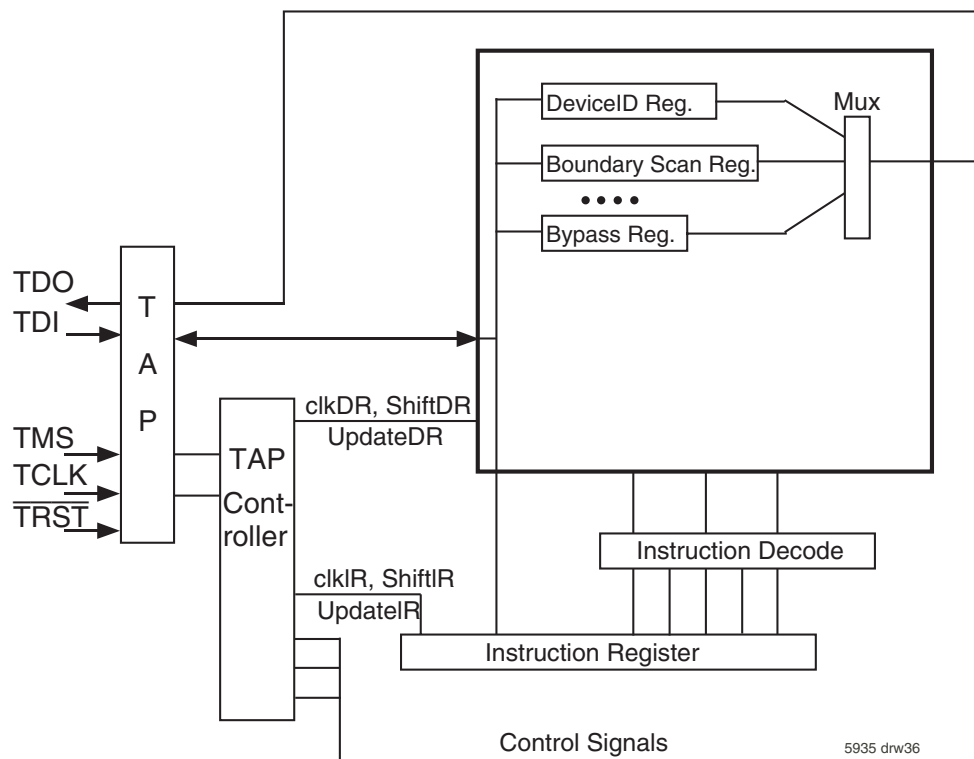 DeviceID Reg.
Mux
Boundary Scan Reg.
Bypass Reg.
TDO
TDI
T
A
P
TMS
TCLK
TRST
clkDR, ShiftDR
UpdateDR
TAP
Cont-
roller
Instruction Decode
clkIR, ShiftIR
UpdateIR
Instruction Register
Control Signals
5935 drw36